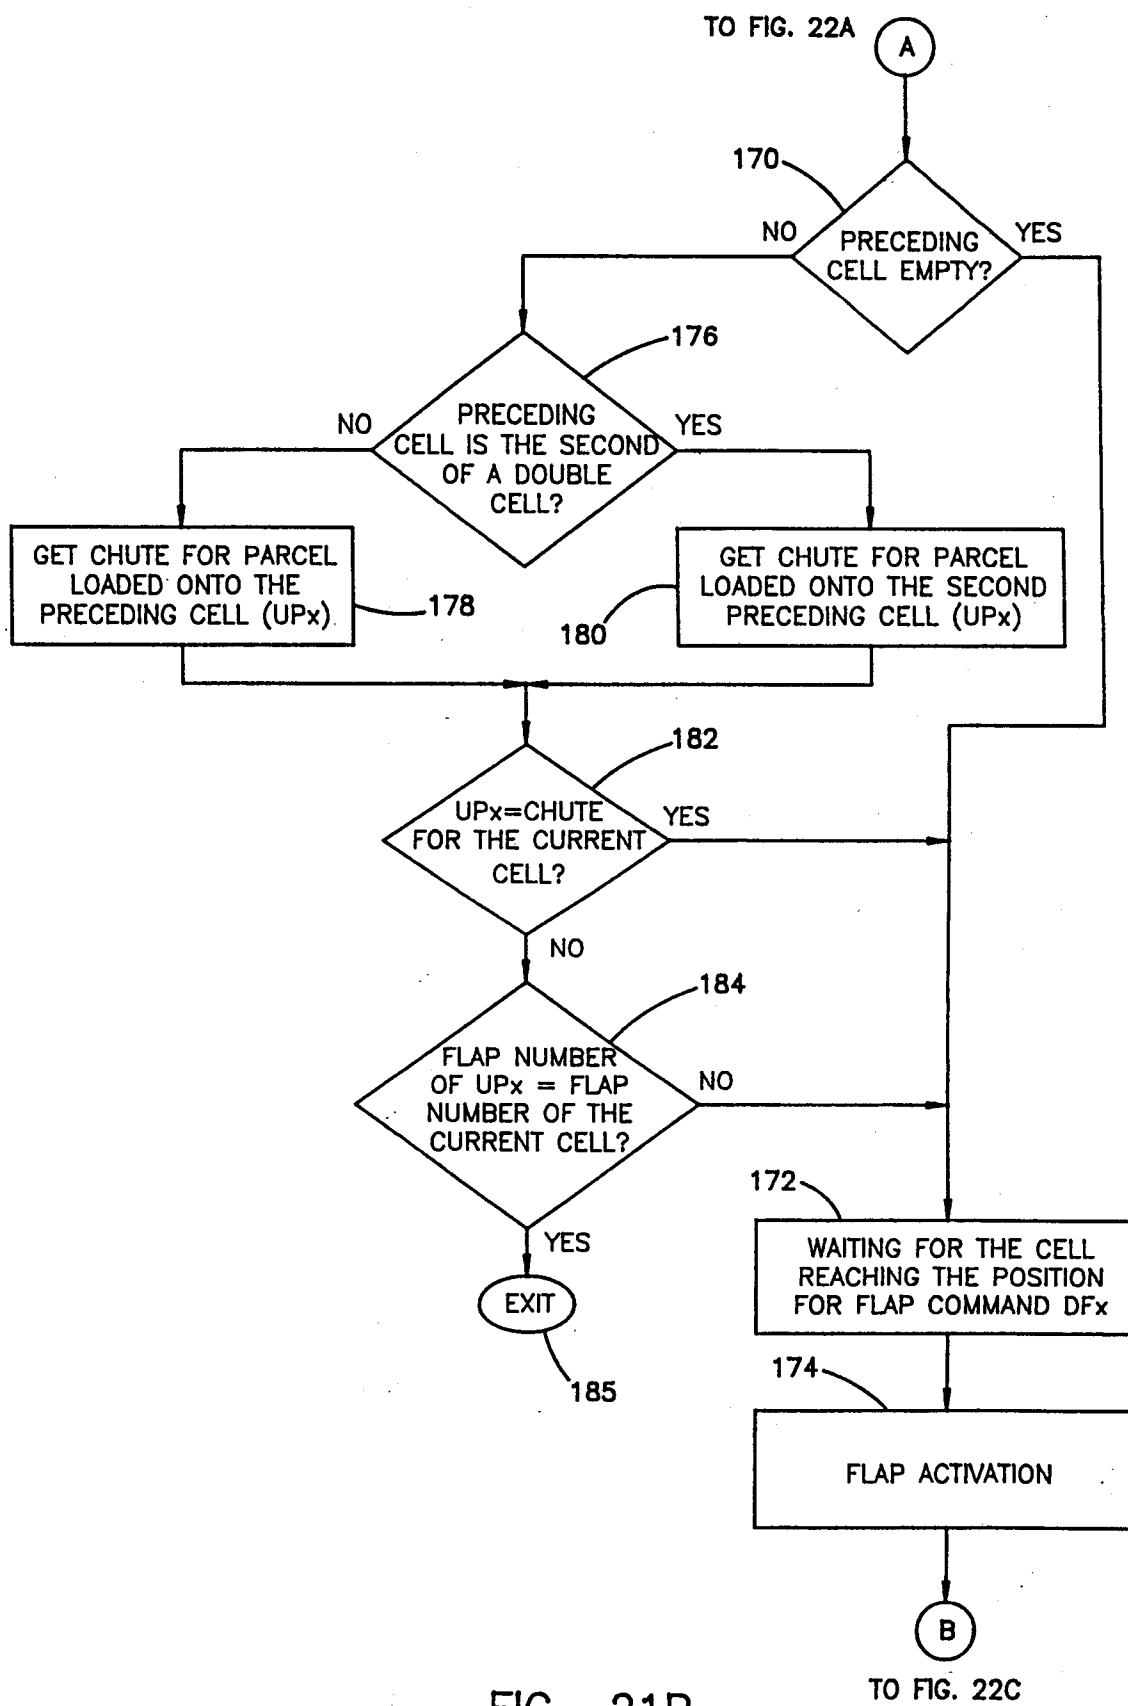 TO FIG. 22A
A
170
NO
YES
PRECEDING
CELL EMPTY?
176
NO
YES
PRECEDING
CELL IS THE SECOND
OF A DOUBLE
CELL?
GET CHUTE FOR PARCEL
LOADED ONTO THE
PRECEDING CELL (UPx)
178
GET CHUTE FOR PARCEL
LOADED ONTO THE SECOND
PRECEDING CELL (UPx)
180
182
UPx=CHUTE
FOR THE CURRENT
CELL?
YES
NO
184
FLAP NUMBER
OF UPx = FLAP
NUMBER OF THE
CURRENT CELL?
NO
YES
EXIT
185
172
WAITING FOR THE CELL
REACHING THE POSITION
FOR FLAP COMMAND DFx
174
FLAP ACTIVATION
B
TO FIG. 22C
FIG. 21B